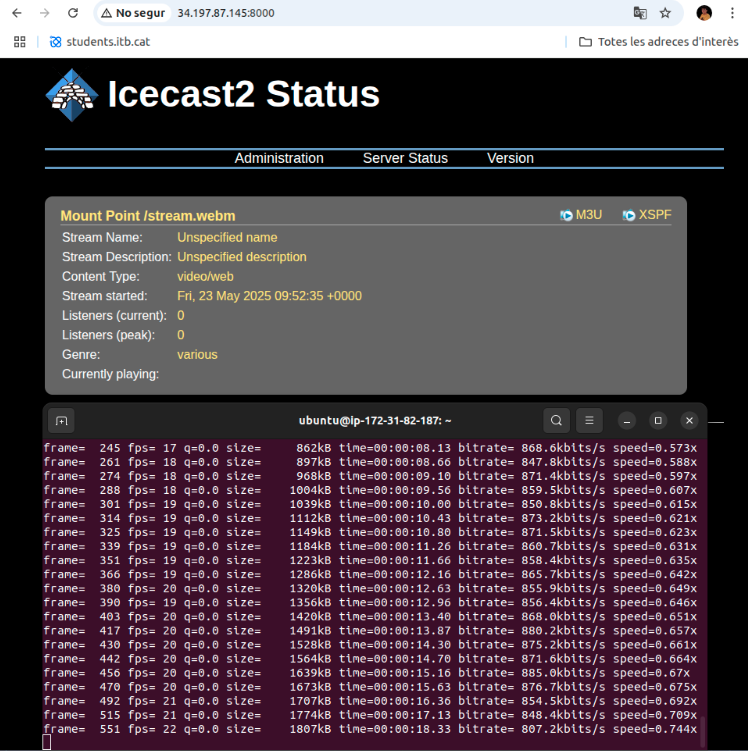 No segur 34.197.87.145:8000
students.itb.cat Totes les adreces d'interès
Icecast2 Status
Administration Server Status Version
Mount Point /stream.webm M3U XSPF
Stream Name: Unspecified name
Stream Description: Unspecified description
Content Type: video/web
Stream started: Fri, 23 May 2025 09:52:35 +0000
Listeners (current): 0
Listeners (peak): 0
Genre: various
Currently playing:
ubuntu@ip-172-31-82-187: ~
frame=  245 fps= 17 q=0.0 size=     862kB time=00:00:08.13 bitrate= 868.6kbits/s speed=0.573x
frame=  261 fps= 18 q=0.0 size=     897kB time=00:00:08.66 bitrate= 847.8kbits/s speed=0.588x
frame=  274 fps= 18 q=0.0 size=     968kB time=00:00:09.10 bitrate= 871.4kbits/s speed=0.597x
frame=  288 fps= 18 q=0.0 size=    1004kB time=00:00:09.56 bitrate= 859.5kbits/s speed=0.607x
frame=  301 fps= 19 q=0.0 size=    1039kB time=00:00:10.00 bitrate= 850.8kbits/s speed=0.615x
frame=  314 fps= 19 q=0.0 size=    1112kB time=00:00:10.43 bitrate= 873.2kbits/s speed=0.621x
frame=  325 fps= 19 q=0.0 size=    1149kB time=00:00:10.80 bitrate= 871.5kbits/s speed=0.623x
frame=  339 fps= 19 q=0.0 size=    1184kB time=00:00:11.26 bitrate= 860.7kbits/s speed=0.631x
frame=  351 fps= 19 q=0.0 size=    1223kB time=00:00:11.66 bitrate= 858.4kbits/s speed=0.635x
frame=  366 fps= 19 q=0.0 size=    1286kB time=00:00:12.16 bitrate= 865.7kbits/s speed=0.642x
frame=  380 fps= 20 q=0.0 size=    1320kB time=00:00:12.63 bitrate= 855.9kbits/s speed=0.649x
frame=  390 fps= 19 q=0.0 size=    1356kB time=00:00:12.96 bitrate= 856.4kbits/s speed=0.646x
frame=  403 fps= 20 q=0.0 size=    1420kB time=00:00:13.40 bitrate= 868.0kbits/s speed=0.651x
frame=  417 fps= 20 q=0.0 size=    1491kB time=00:00:13.87 bitrate= 880.2kbits/s speed=0.657x
frame=  430 fps= 20 q=0.0 size=    1528kB time=00:00:14.30 bitrate= 875.2kbits/s speed=0.661x
frame=  442 fps= 20 q=0.0 size=    1564kB time=00:00:14.70 bitrate= 871.6kbits/s speed=0.664x
frame=  456 fps= 20 q=0.0 size=    1639kB time=00:00:15.16 bitrate= 885.0kbits/s speed=0.67x
frame=  470 fps= 20 q=0.0 size=    1673kB time=00:00:15.63 bitrate= 876.7kbits/s speed=0.675x
frame=  492 fps= 21 q=0.0 size=    1707kB time=00:00:16.36 bitrate= 854.5kbits/s speed=0.692x
frame=  515 fps= 21 q=0.0 size=    1774kB time=00:00:17.13 bitrate= 848.4kbits/s speed=0.709x
frame=  551 fps= 22 q=0.0 size=    1807kB time=00:00:18.33 bitrate= 807.2kbits/s speed=0.744x